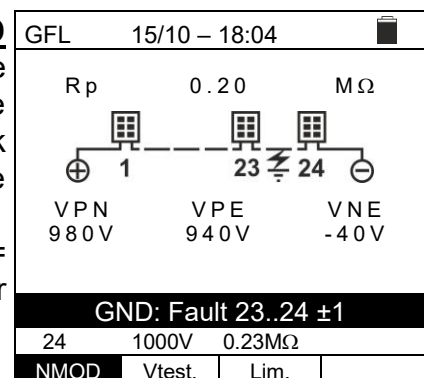 GFL 15/10 – 18:04
Rp 0.20 MΩ
1 23 24
VPN VPE VNE
980V 940V -40V
GND: Fault 23..24 ±1
24 1000V 0.23MΩ
NMOD Vtest. Lim.